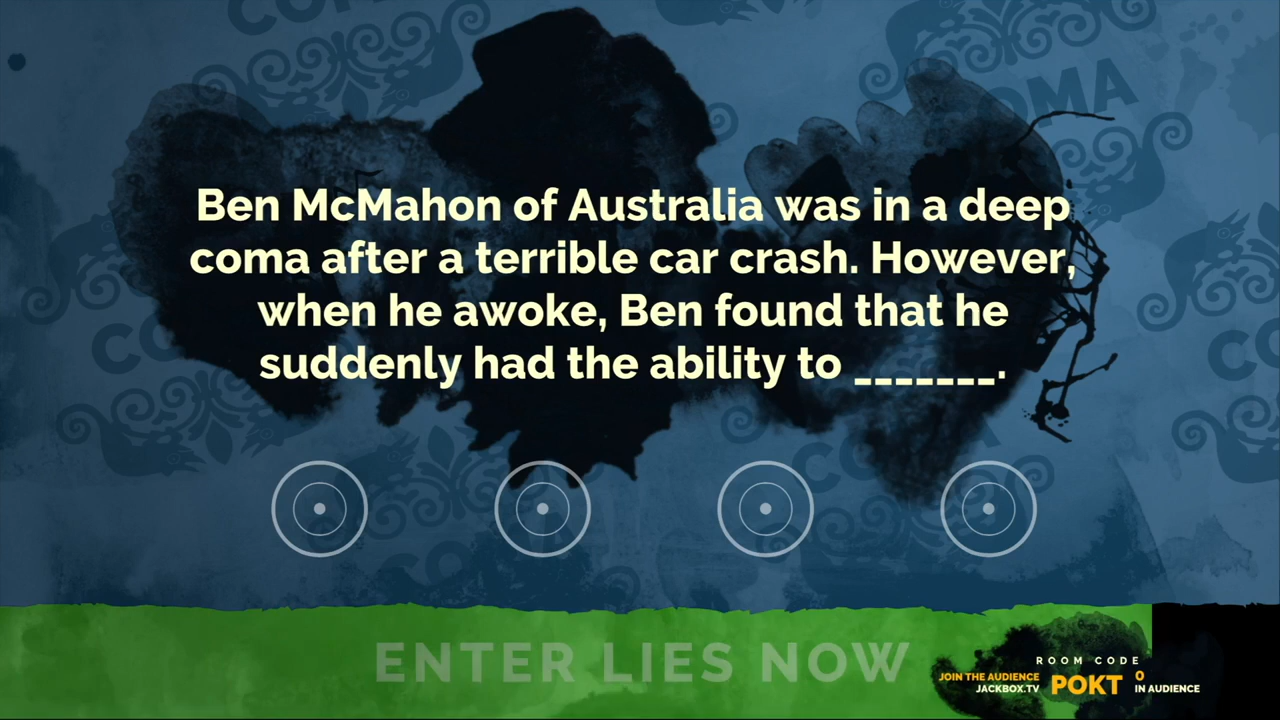 Ben McMahon of Australia was in a deep
coma after a terrible car crash. However,
when he awoke, Ben found that he
suddenly had the ability to _______.
ENTER LIES NOW
ROOM CODE
JOIN THE AUDIENCE
JACKBOX.TV
POKT
0
IN AUDIENCE
COMA